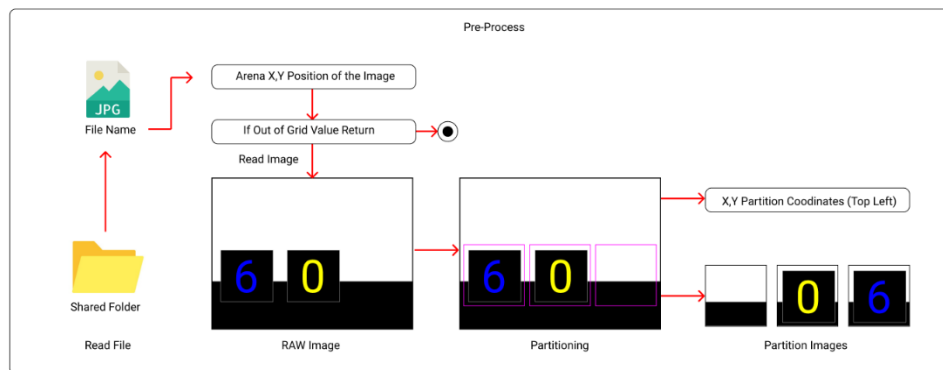 Pre-Process
Arena X,Y Position of the Image
JPG
File Name
If Out of Grid Value Return
Read Image
X,Y Partition Coodinates (Top Left)
6 0
6 0
0 6
Shared Folder
Read File
RAW Image
Partitioning
Partition Images